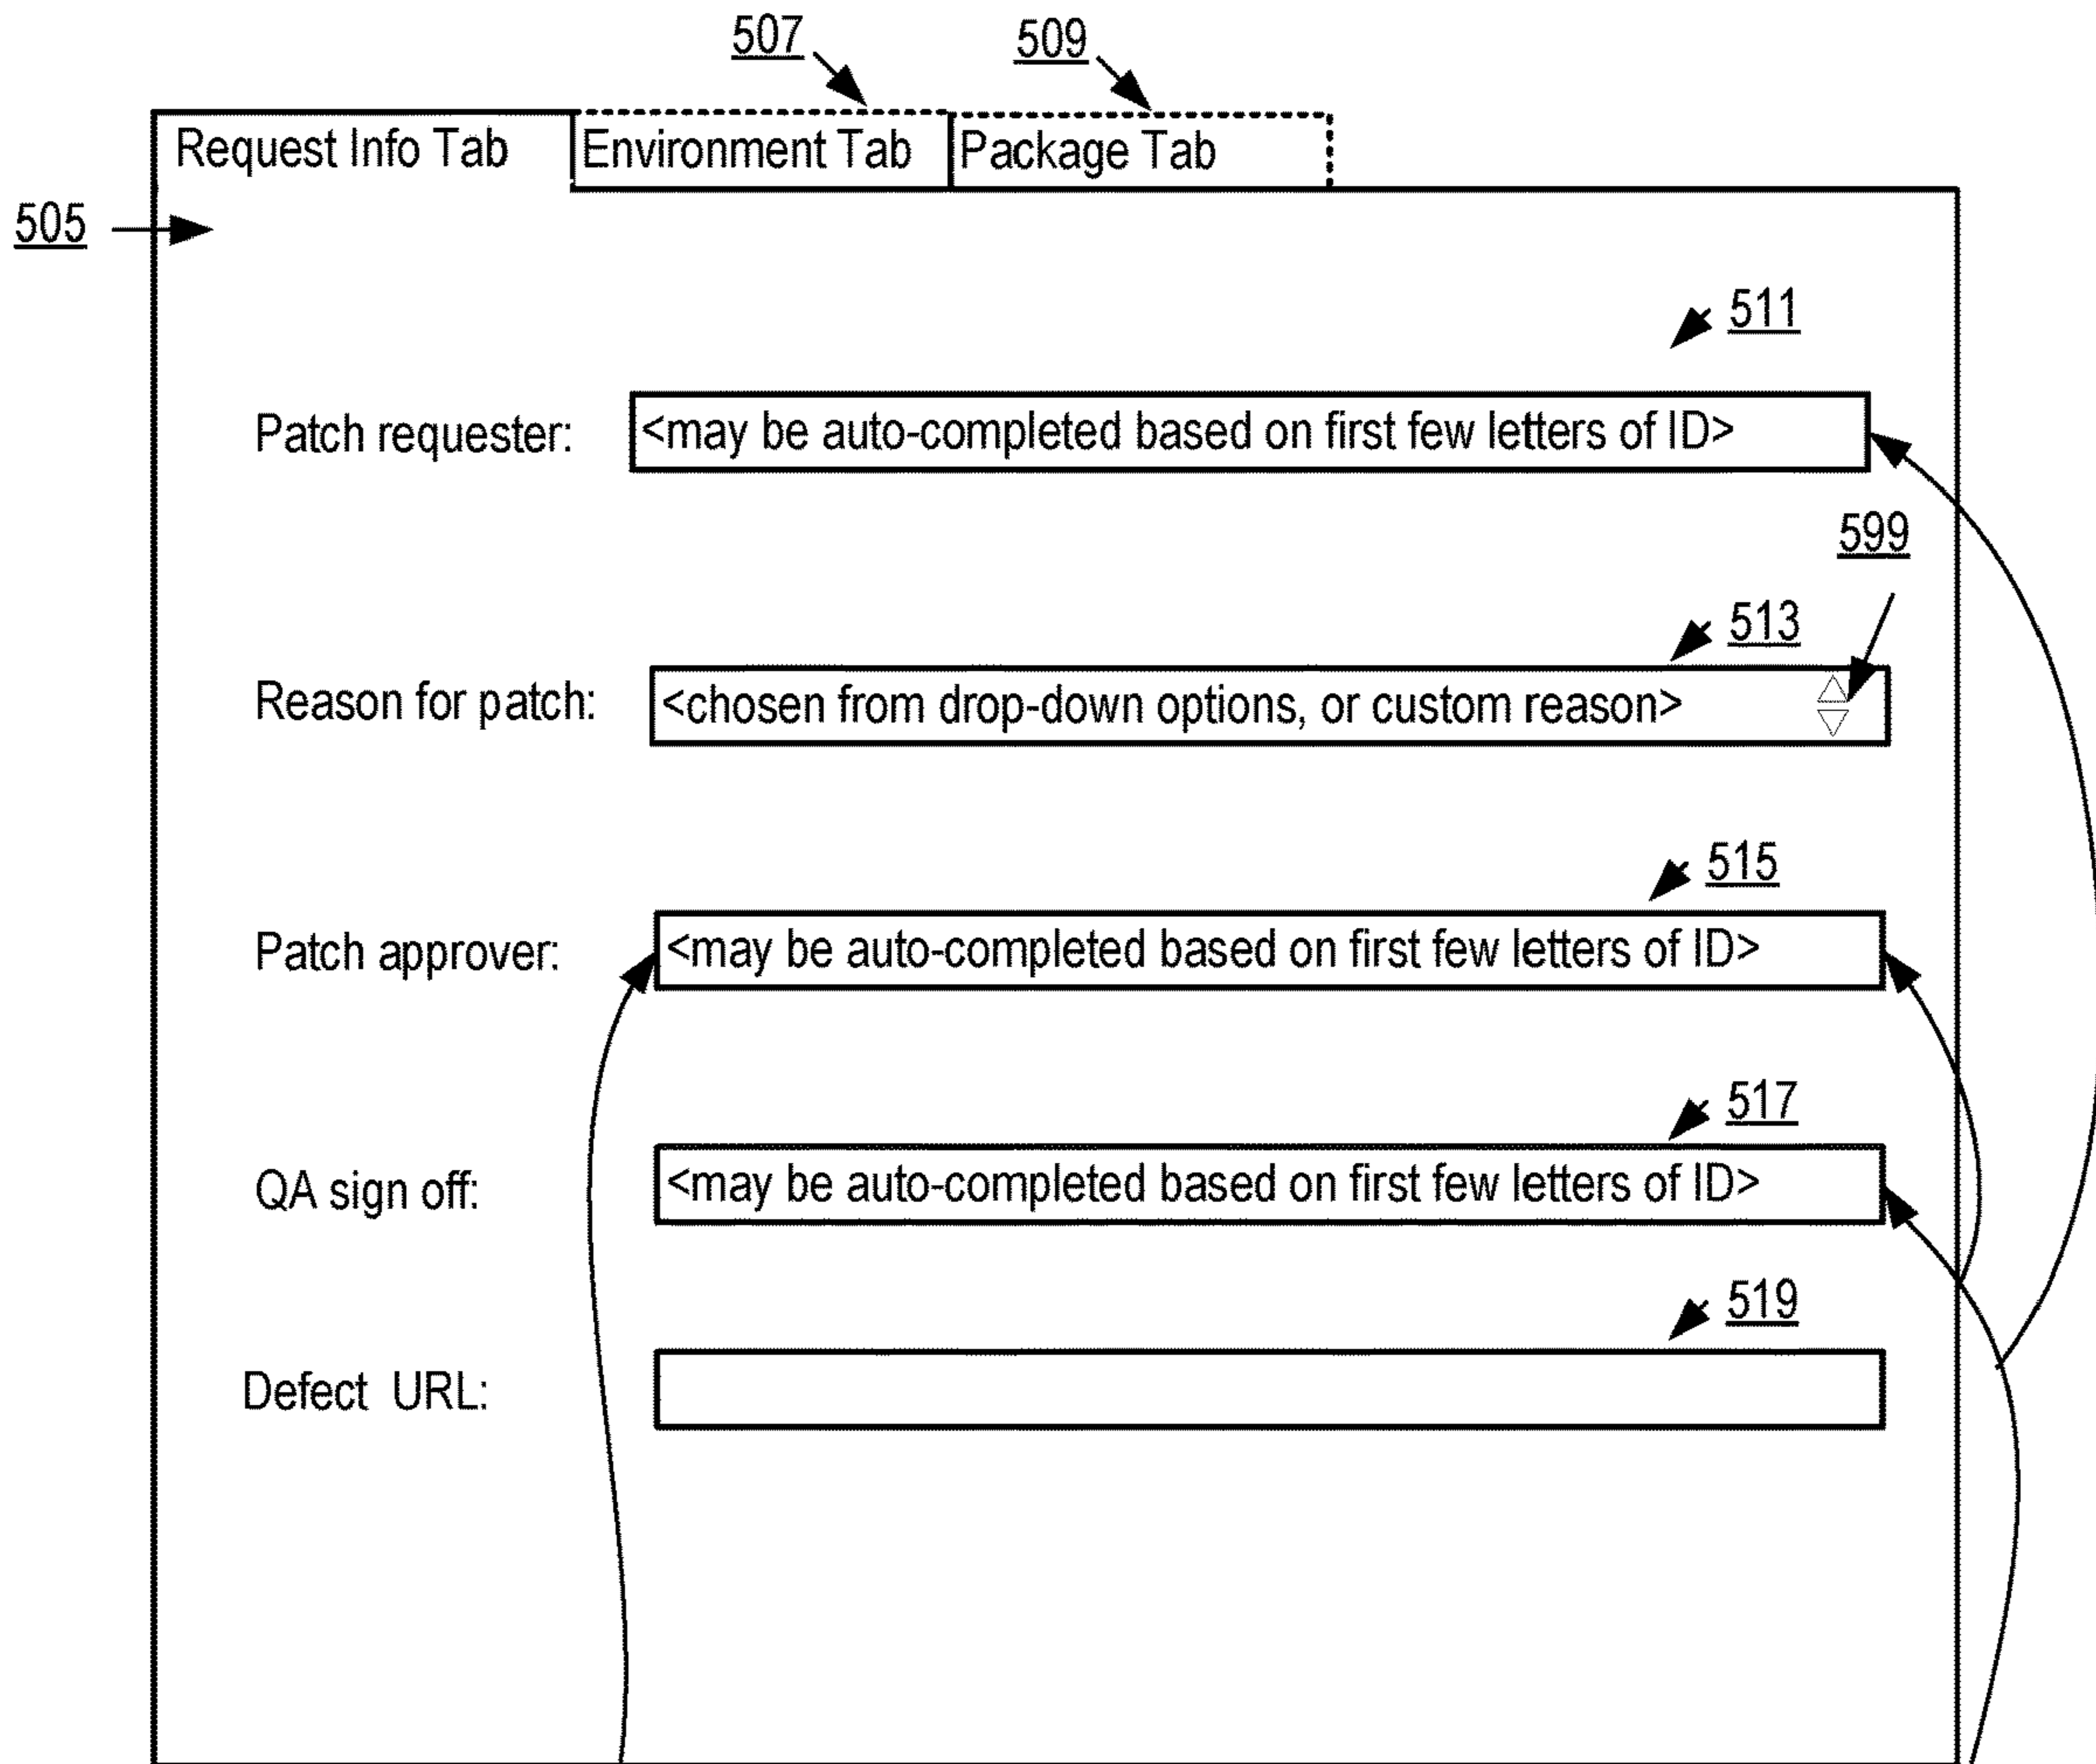 507 509
Request Info Tab Environment Tab Package Tab
505
511
Patch requester: <may be auto-completed based on first few letters of ID>
599
513
Reason for patch: <chosen from drop-down options, or custom reason>
515
Patch approver: <may be auto-completed based on first few letters of ID>
517
QA sign off: <may be auto-completed based on first few letters of ID>
519
Defect URL: